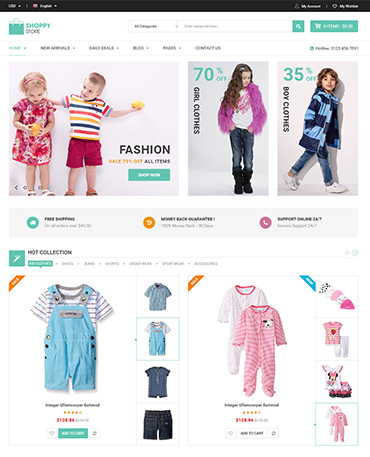 USD English My Account My Wishlist
SHOPPY
STORE
All Categories Enter keywords here...
0 ITEMS - $0.00
HOME NEW ARRIVALS DAILY DEALS BLOG PAGES CONTACT US
Hotline: 0123-456-7891
FASHION
SALE 75% OFF ALL ITEMS
SHOP NOW
70% OFF
GIRL CLOTHES
35% OFF
BOY CLOTHES
FREE SHIPPING
On all orders over $49.00
MONEY BACK GUARANTEE !
100% Money Back - 30 Days
SUPPORT ONLINE 24/7
Service Support 24/7
HOT COLLECTION
KID CLOTHES SHOES JEANS SHORTS UNDER WEAR SPORT WEAR ACCESSORIES
Integer Ullamcorper Euismod
$128.86
ADD TO CART
Integer Ullamcorper Euismod
$128.86
ADD TO CART